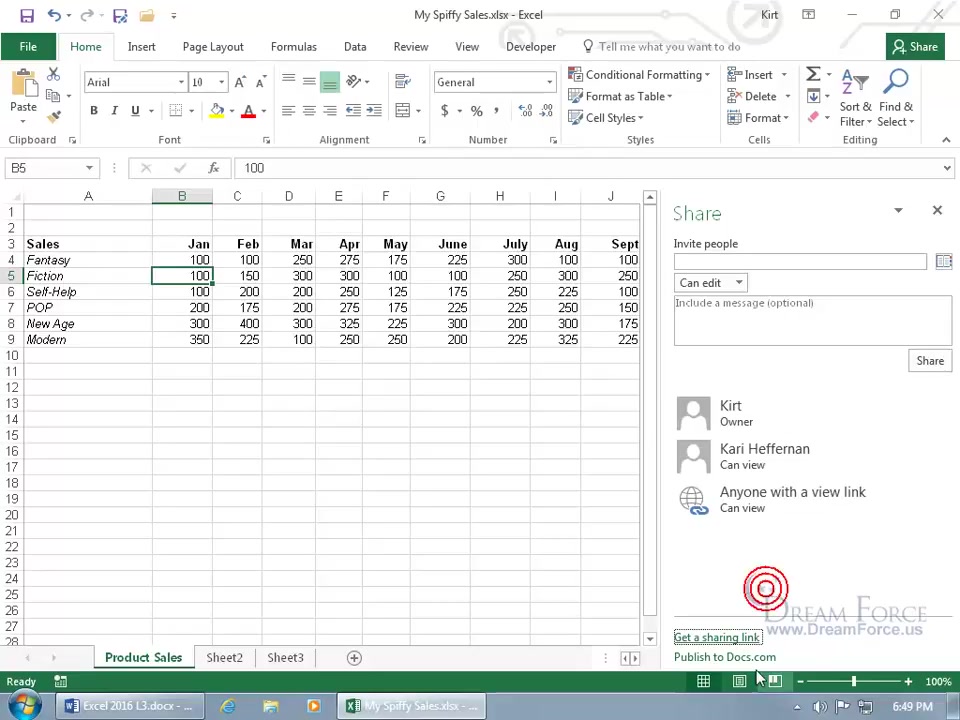 My Spiffy Sales.xlsx - Excel
Kirt
File Home Insert Page Layout Formulas Data Review View Developer Tell me what you want to do Share
Paste
Arial 10
B I U
General
$ % ,
Conditional Formatting
Format as Table
Cell Styles
Insert
Delete
Format
Sort & Filter
Find & Select
Clipboard Font Alignment Number Styles Cells Editing
B5 fx 100
A B C D E F G H I J
1
2
3 Sales Jan Feb Mar Apr May June July Aug Sept
4 Fantasy 100 100 250 275 175 225 300 100 100
5 Fiction 100 150 300 300 100 100 250 300 250
6 Self-Help 100 200 200 250 125 175 250 225 100
7 POP 200 175 200 275 175 225 225 250 150
8 New Age 300 400 300 325 225 300 200 300 175
9 Modern 350 225 100 250 250 200 225 325 225
10
11
12
13
14
15
16
17
18
19
20
21
22
23
24
25
26
27
28
Share
Invite people
Can edit
Include a message (optional)
Share
Kirt
Owner
Kari Heffernan
Can view
Anyone with a view link
Can view
Dream Force
www.DreamForce.us
Get a sharing link
Publish to Docs.com
Product Sales Sheet2 Sheet3
Ready
100%
Excel 2016 L3.docx - ...
My Spiffy Sales.xlsx - ...
6:49 PM